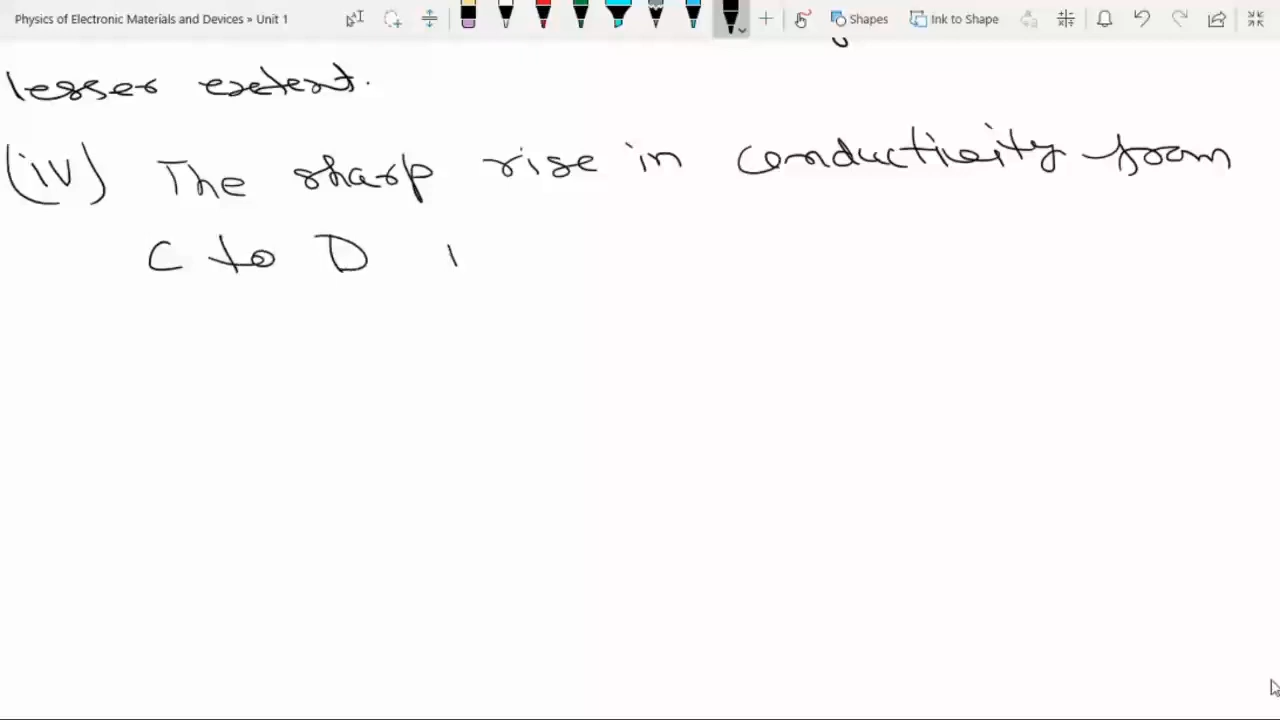 Physics of Electronic Materials and Devices » Unit 1
Shapes
Ink to Shape
lesser extent.
(iv) The sharp rise in conductivity from
C to D